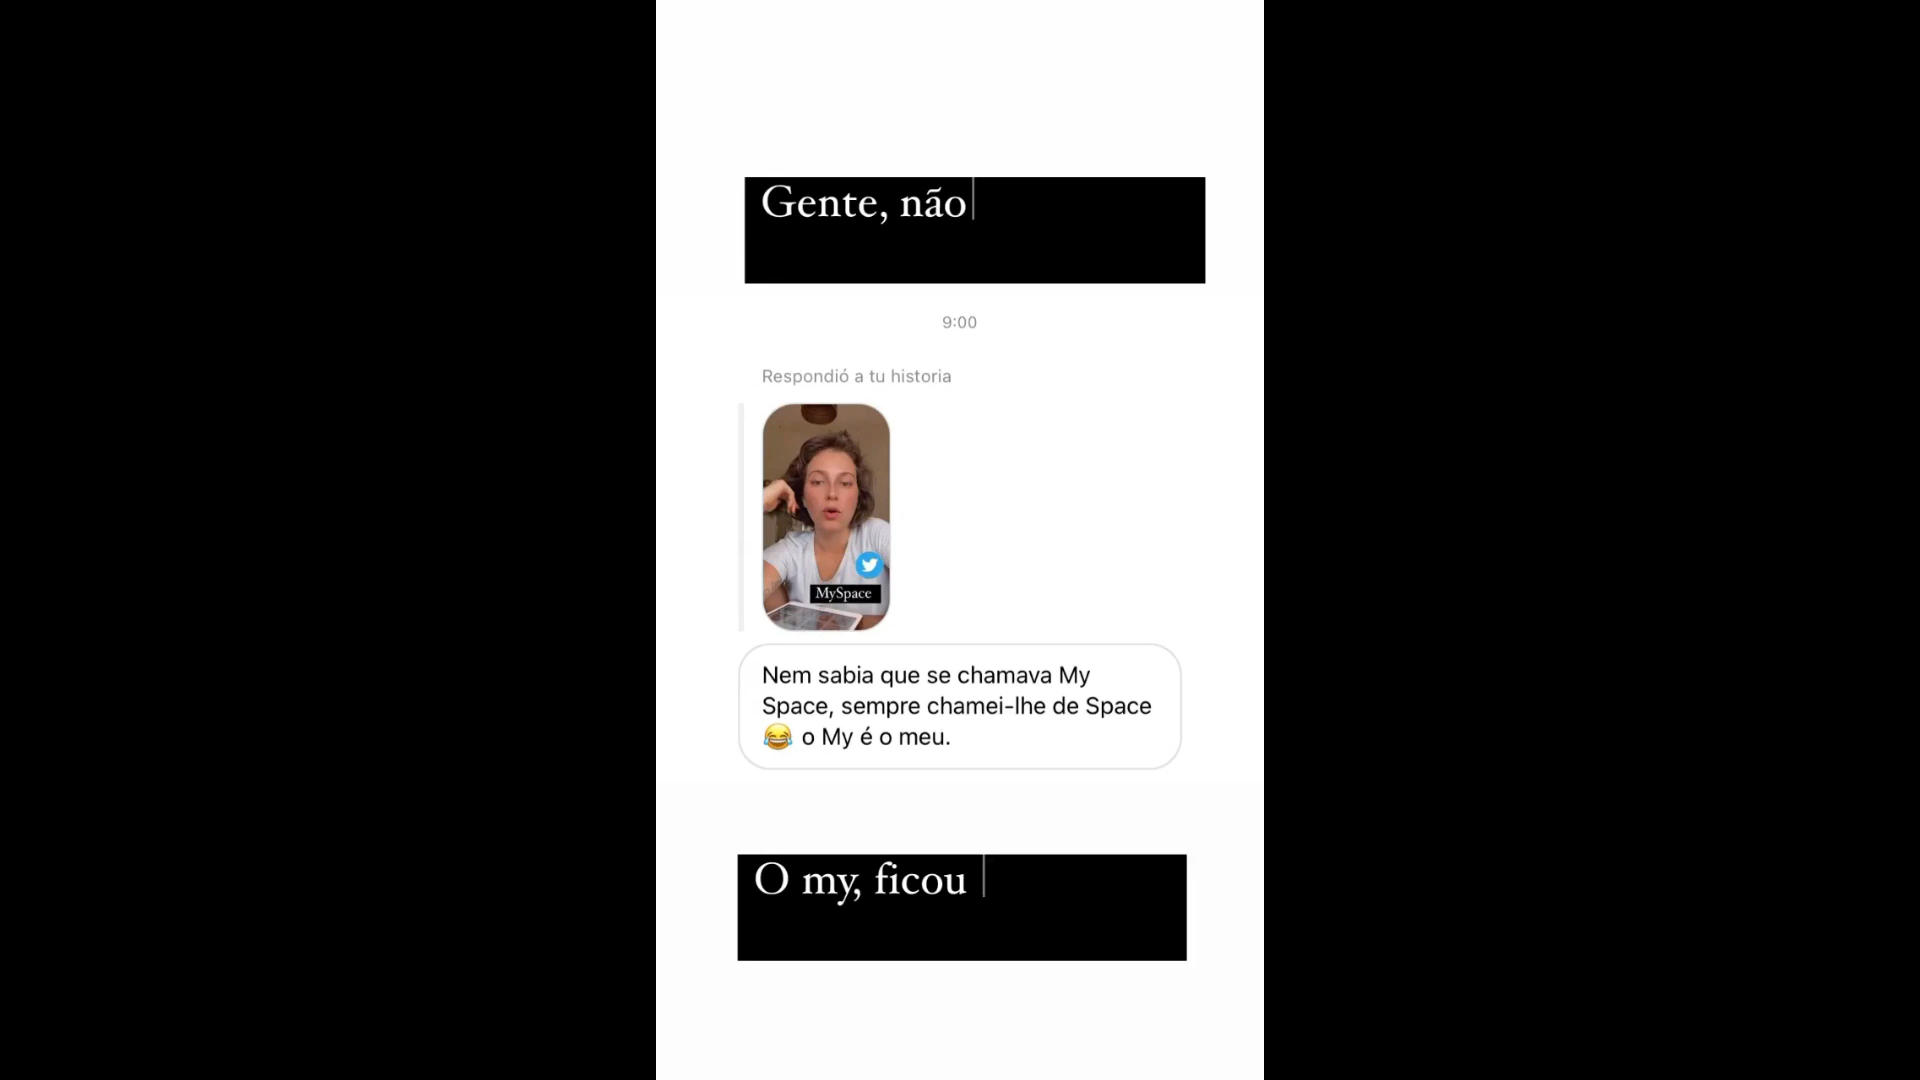 Gente, não
9:00
Respondió a tu historia
MySpace
Nem sabia que se chamava My
Space, sempre chamei-lhe de Space
😂 o My é o meu.
O my, ficou